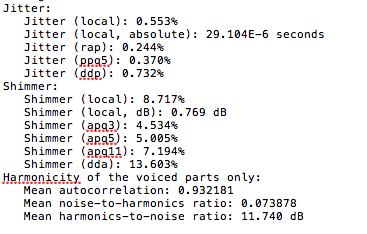 Jitter:
Jitter (local): 0.553%
Jitter (local, absolute): 29.104E-6 seconds
Jitter (rap): 0.244%
Jitter (ppq5): 0.370%
Jitter (ddp): 0.732%
Shimmer:
Shimmer (local): 8.717%
Shimmer (local, dB): 0.769 dB
Shimmer (apq3): 4.534%
Shimmer (apq5): 5.005%
Shimmer (apq11): 7.194%
Shimmer (dda): 13.603%
Harmonicity of the voiced parts only:
Mean autocorrelation: 0.932181
Mean noise-to-harmonics ratio: 0.073878
Mean harmonics-to-noise ratio: 11.740 dB